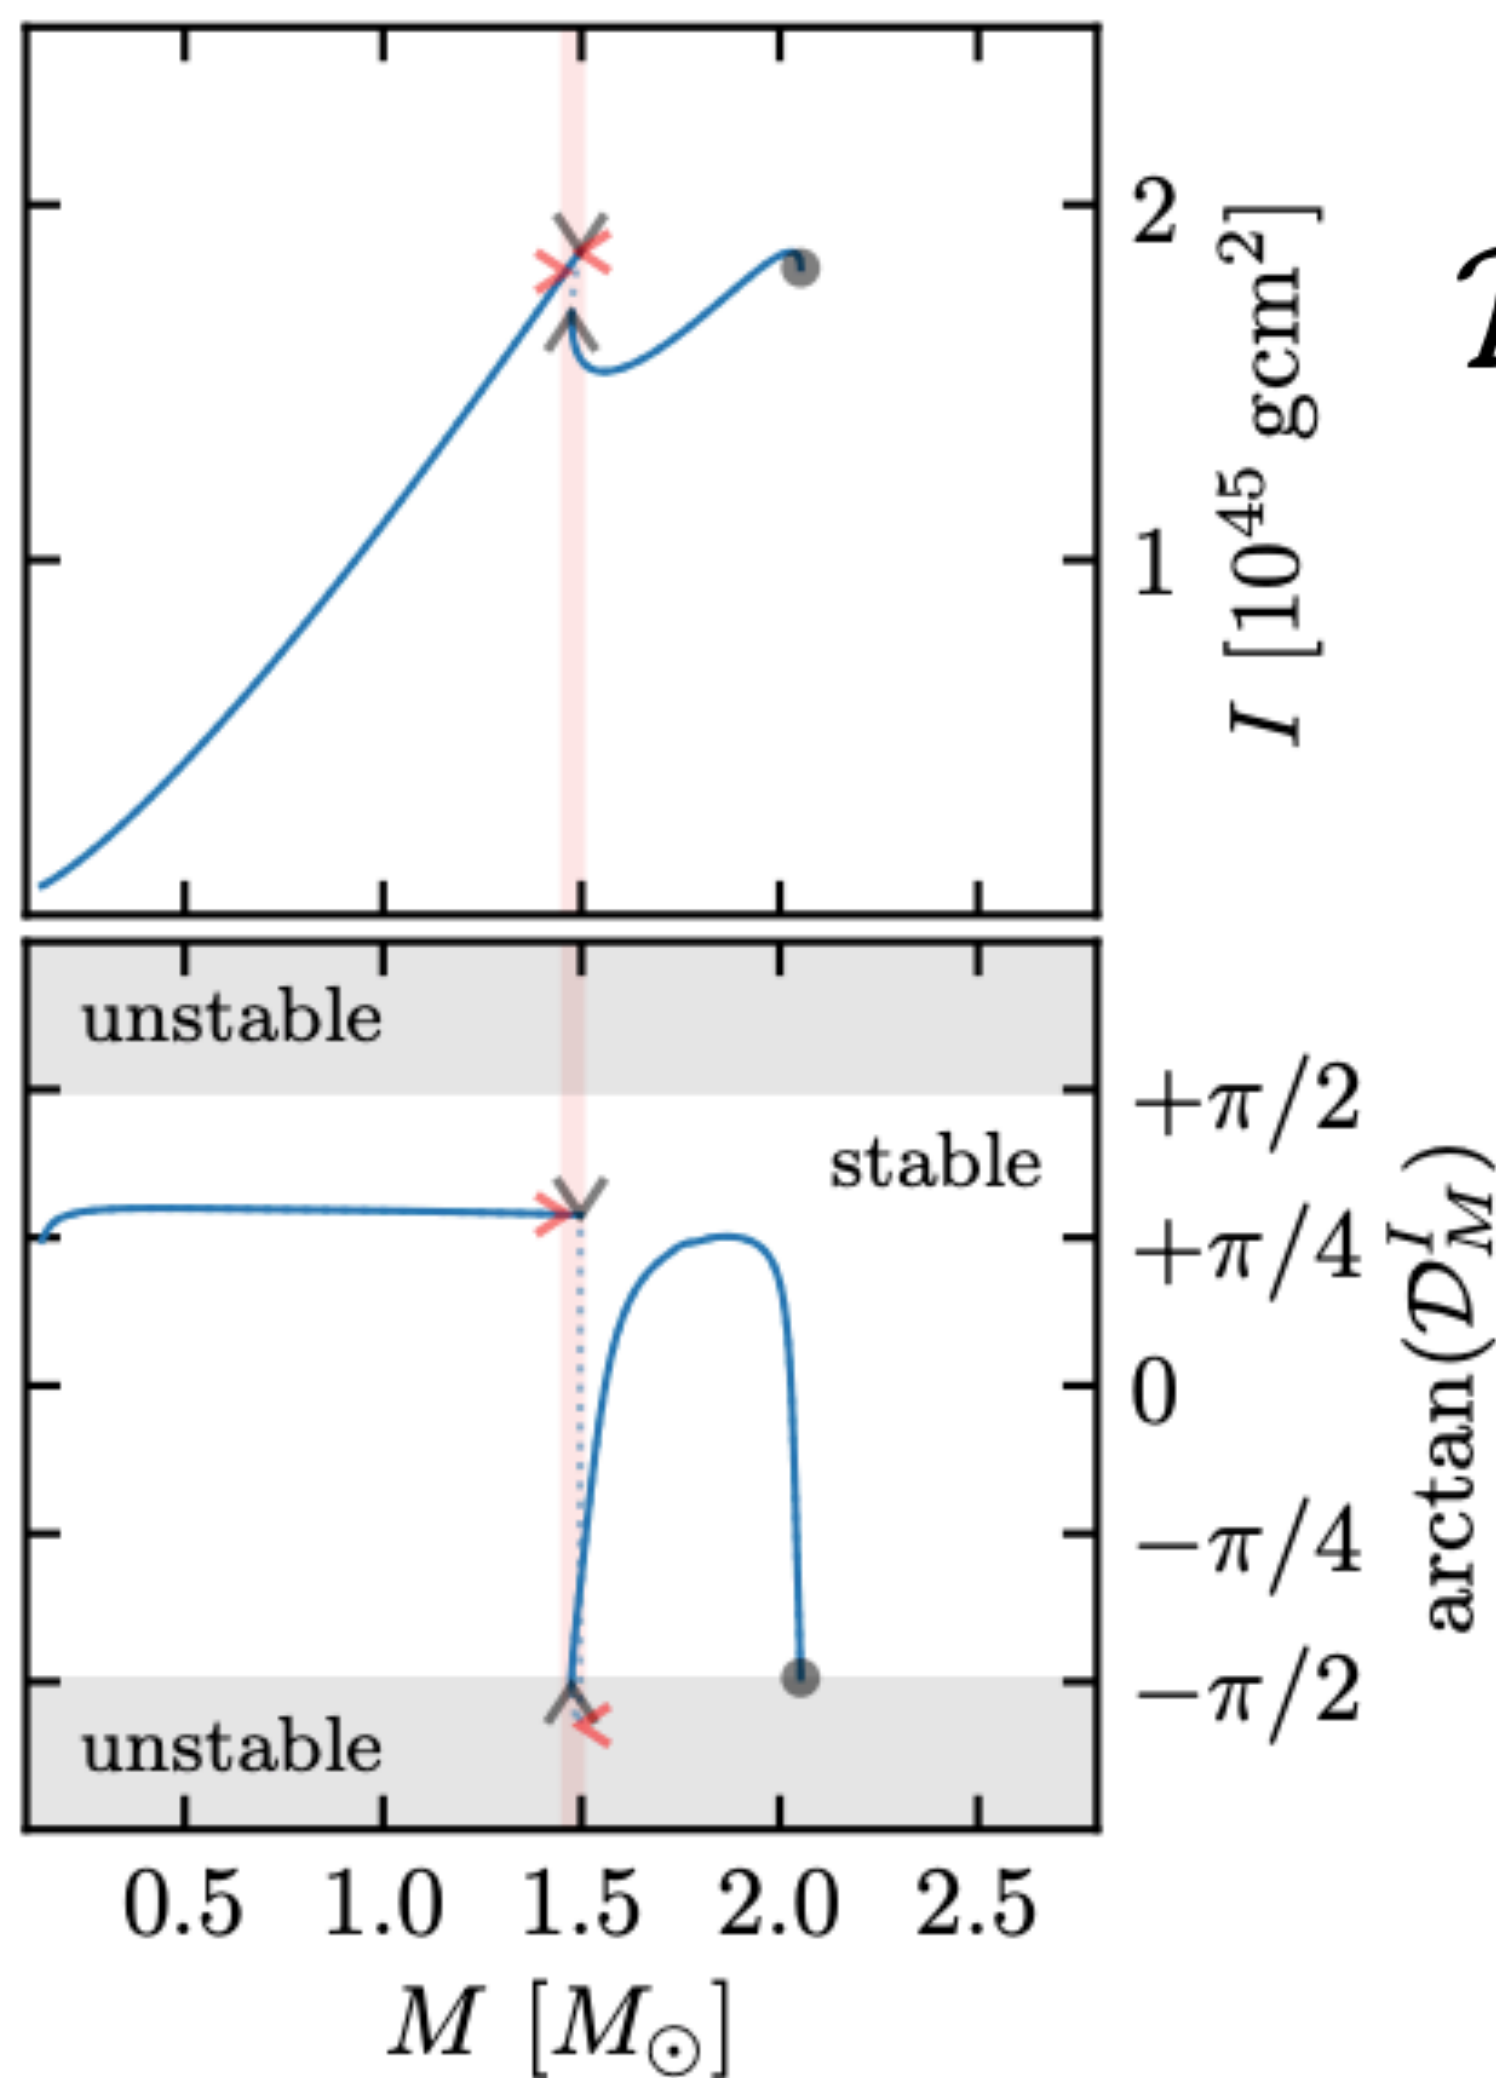 2
1
I [10^45 gcm^2]
unstable
stable
unstable
+π/2
+π/4
0
−π/4
−π/2
arctan(𝒟^I_M)
0.5 1.0 1.5 2.0 2.5
M [M_⊙]